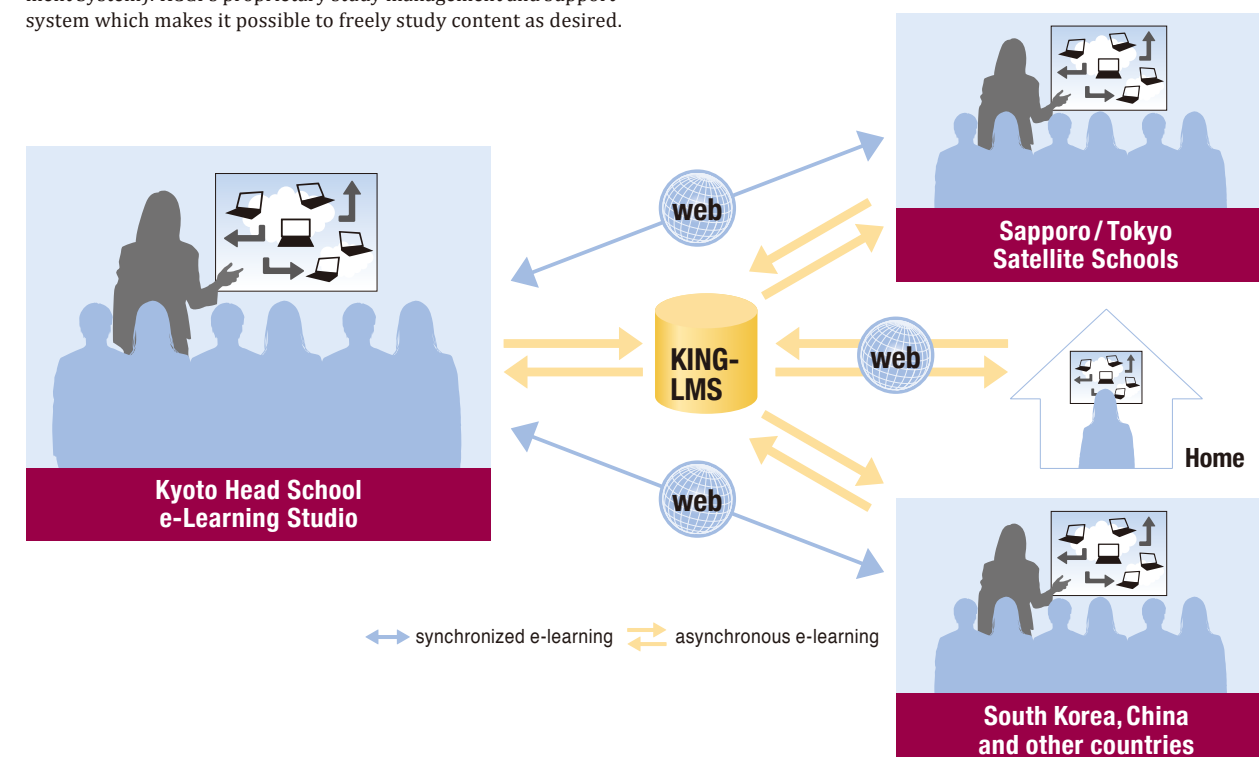 system which makes it possible to freely study content as desired.
web
Sapporo / Tokyo
Satellite Schools
KING-
LMS
web
Home
Kyoto Head School
e-Learning Studio
web
synchronized e-learning asynchronous e-learning
South Korea, China
and other countries